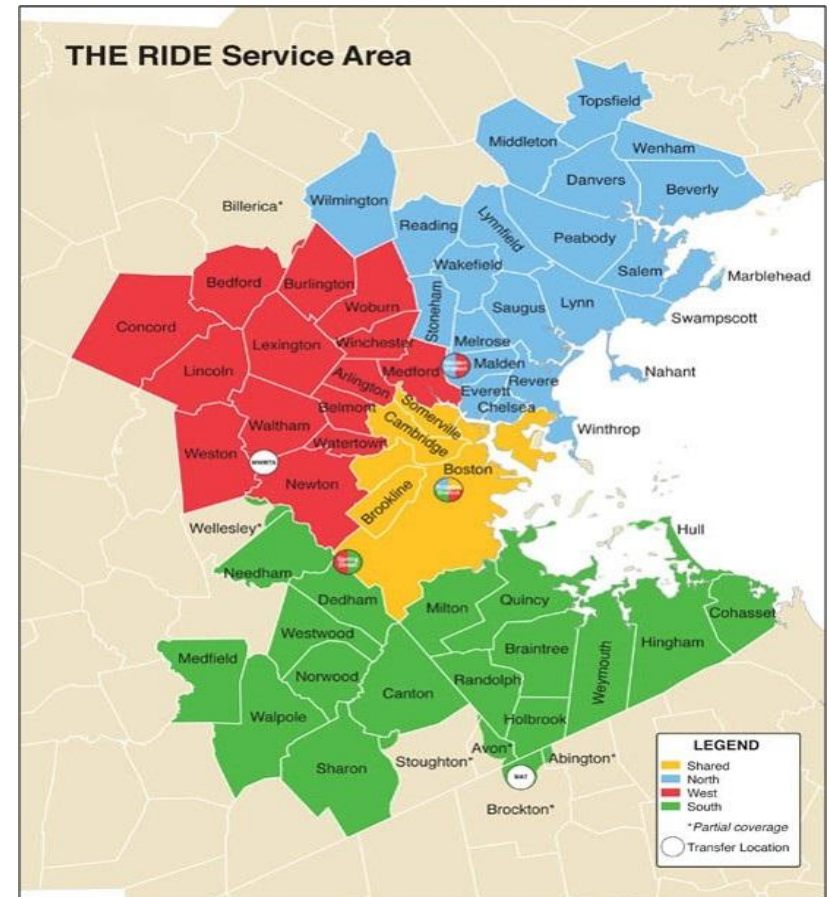 THE RIDE Service Area
Topsfield
Middleton
Wenham
Danvers
Beverly
Billerica*
Wilmington
Reading
Lynnfield
Peabody
Wakefield
Salem
Marblehead
Bedford
Burlington
Woburn
Stoneham
Saugus
Lynn
Swampscott
Concord
Lexington
Winchester
Melrose
Lincoln
Medford
Malden
Nahant
Arlington
Everett
Revere
Belmont
Somerville
Chelsea
Waltham
Cambridge
Winthrop
Weston
Watertown
Boston
Newton
Brookline
Wellesley*
Hull
Needham
Dedham
Milton
Quincy
Cohasset
Westwood
Braintree
Weymouth
Hingham
Medfield
Norwood
Canton
Randolph
Walpole
Holbrook
Sharon
Stoughton*
Avon*
Abington*
BAT
Brockton*
LEGEND
Shared
North
West
South
*Partial coverage
Transfer Location